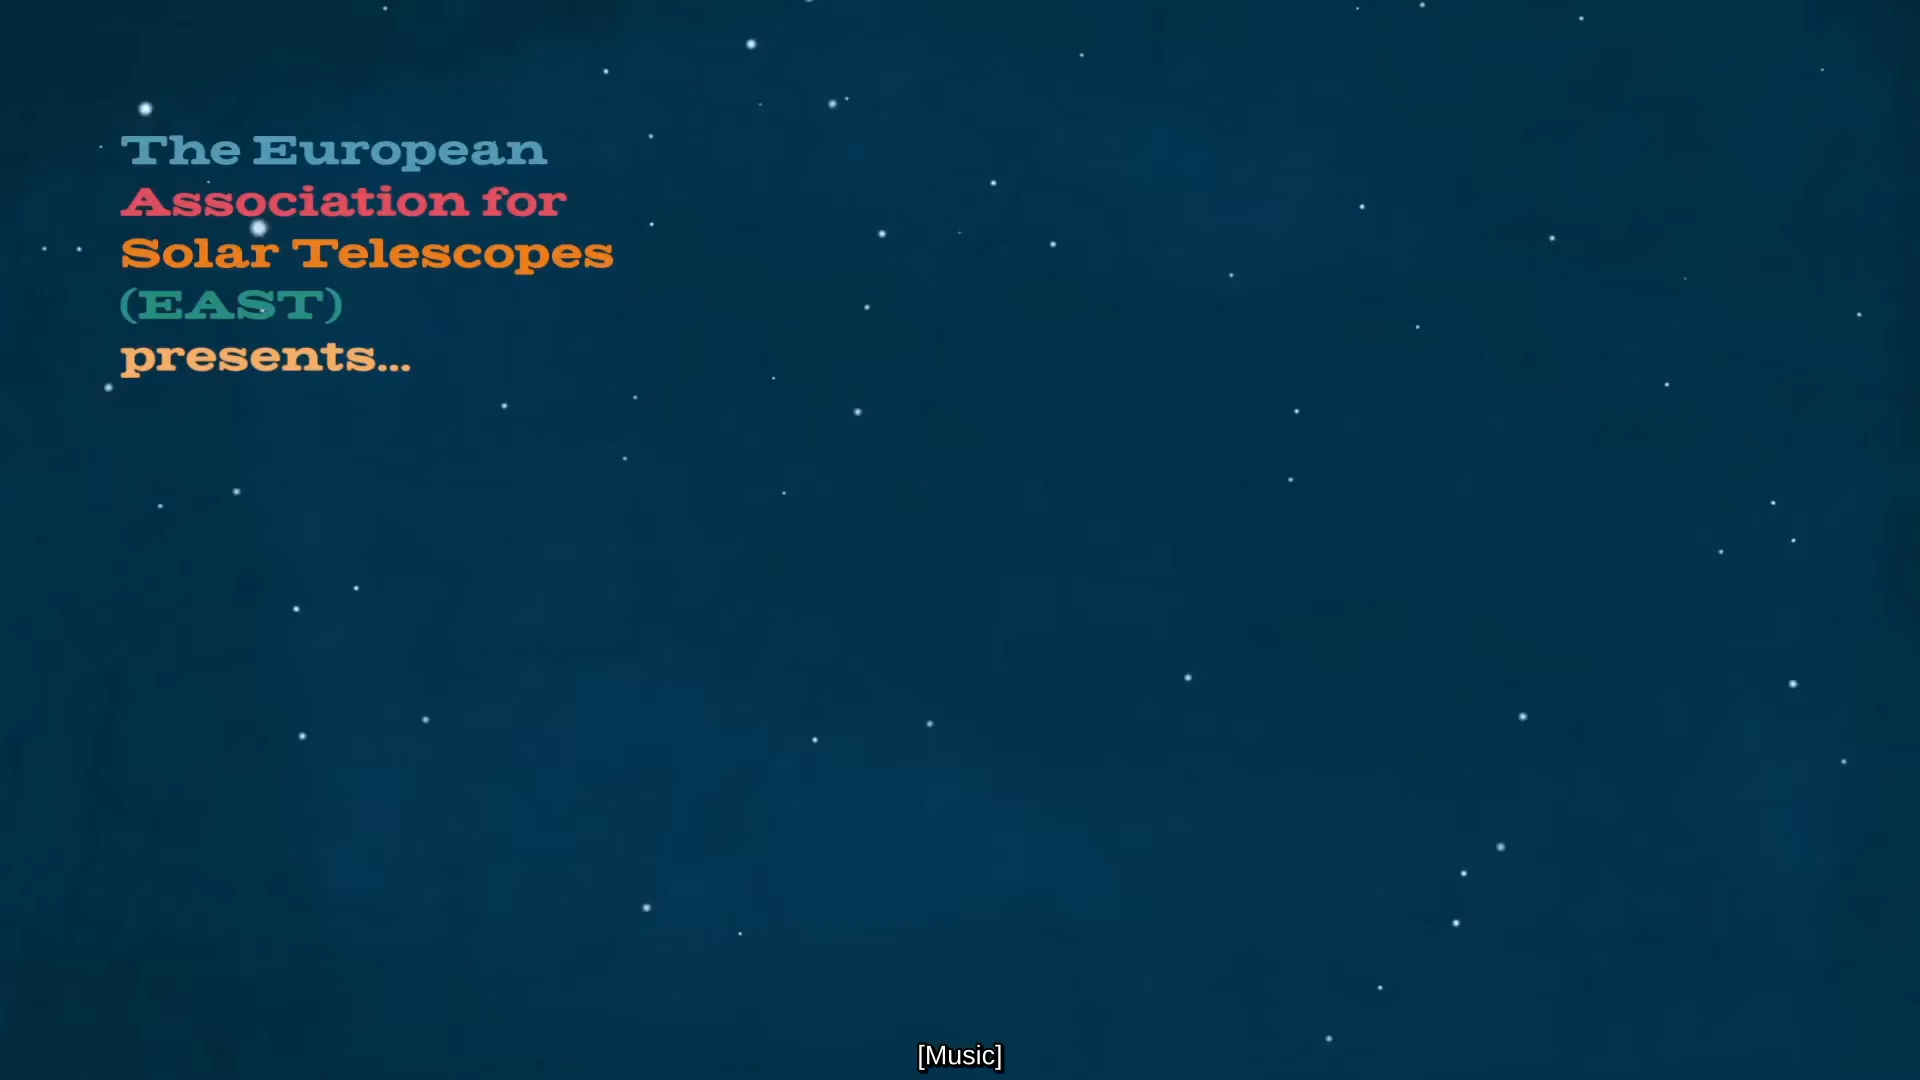 The European
Association for
Solar Telescopes
(EAST)
presents...
[Music]